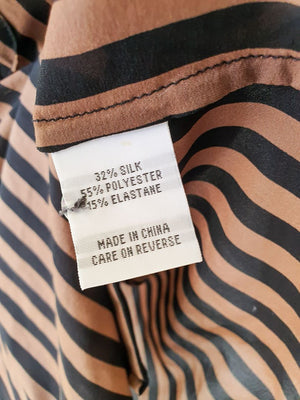 32% SILK
55% POLYESTER
15% ELASTANE
MADE IN CHINA
CARE ON REVERSE